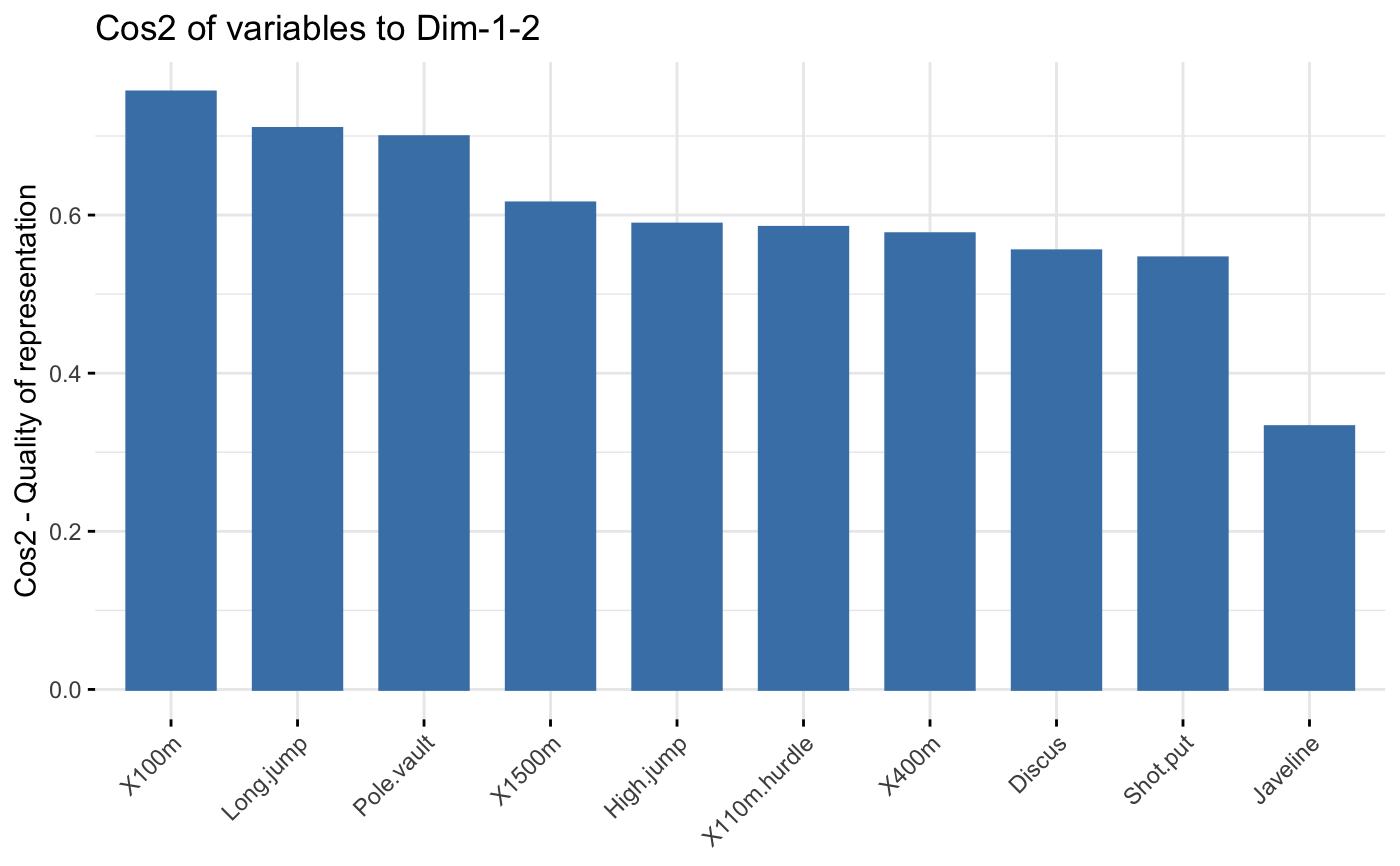 Cos2 of variables to Dim-1-2
Cos2 - Quality of representation
0.6
0.4
0.2
0.0
X100m
Long.jump
Pole.vault
X1500m
High.jump
X110m.hurdle
X400m
Discus
Shot.put
Javeline